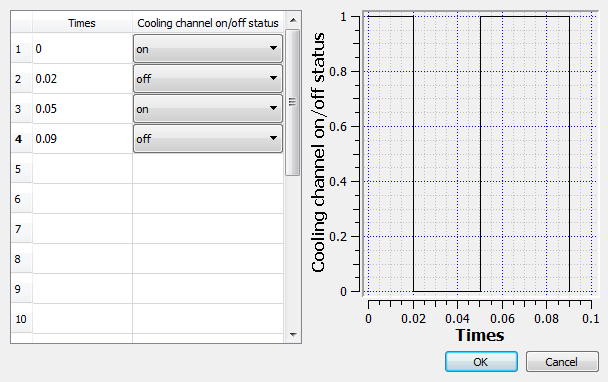 Times Cooling channel on/off status
1 0 on
2 0.02 off
3 0.05 on
4 0.09 off
5
6
7
8
9
10
Cooling channel on/off status
1
0.8
0.6
0.4
0.2
0
0 0.02 0.04 0.06 0.08 0.1
Times
OK Cancel